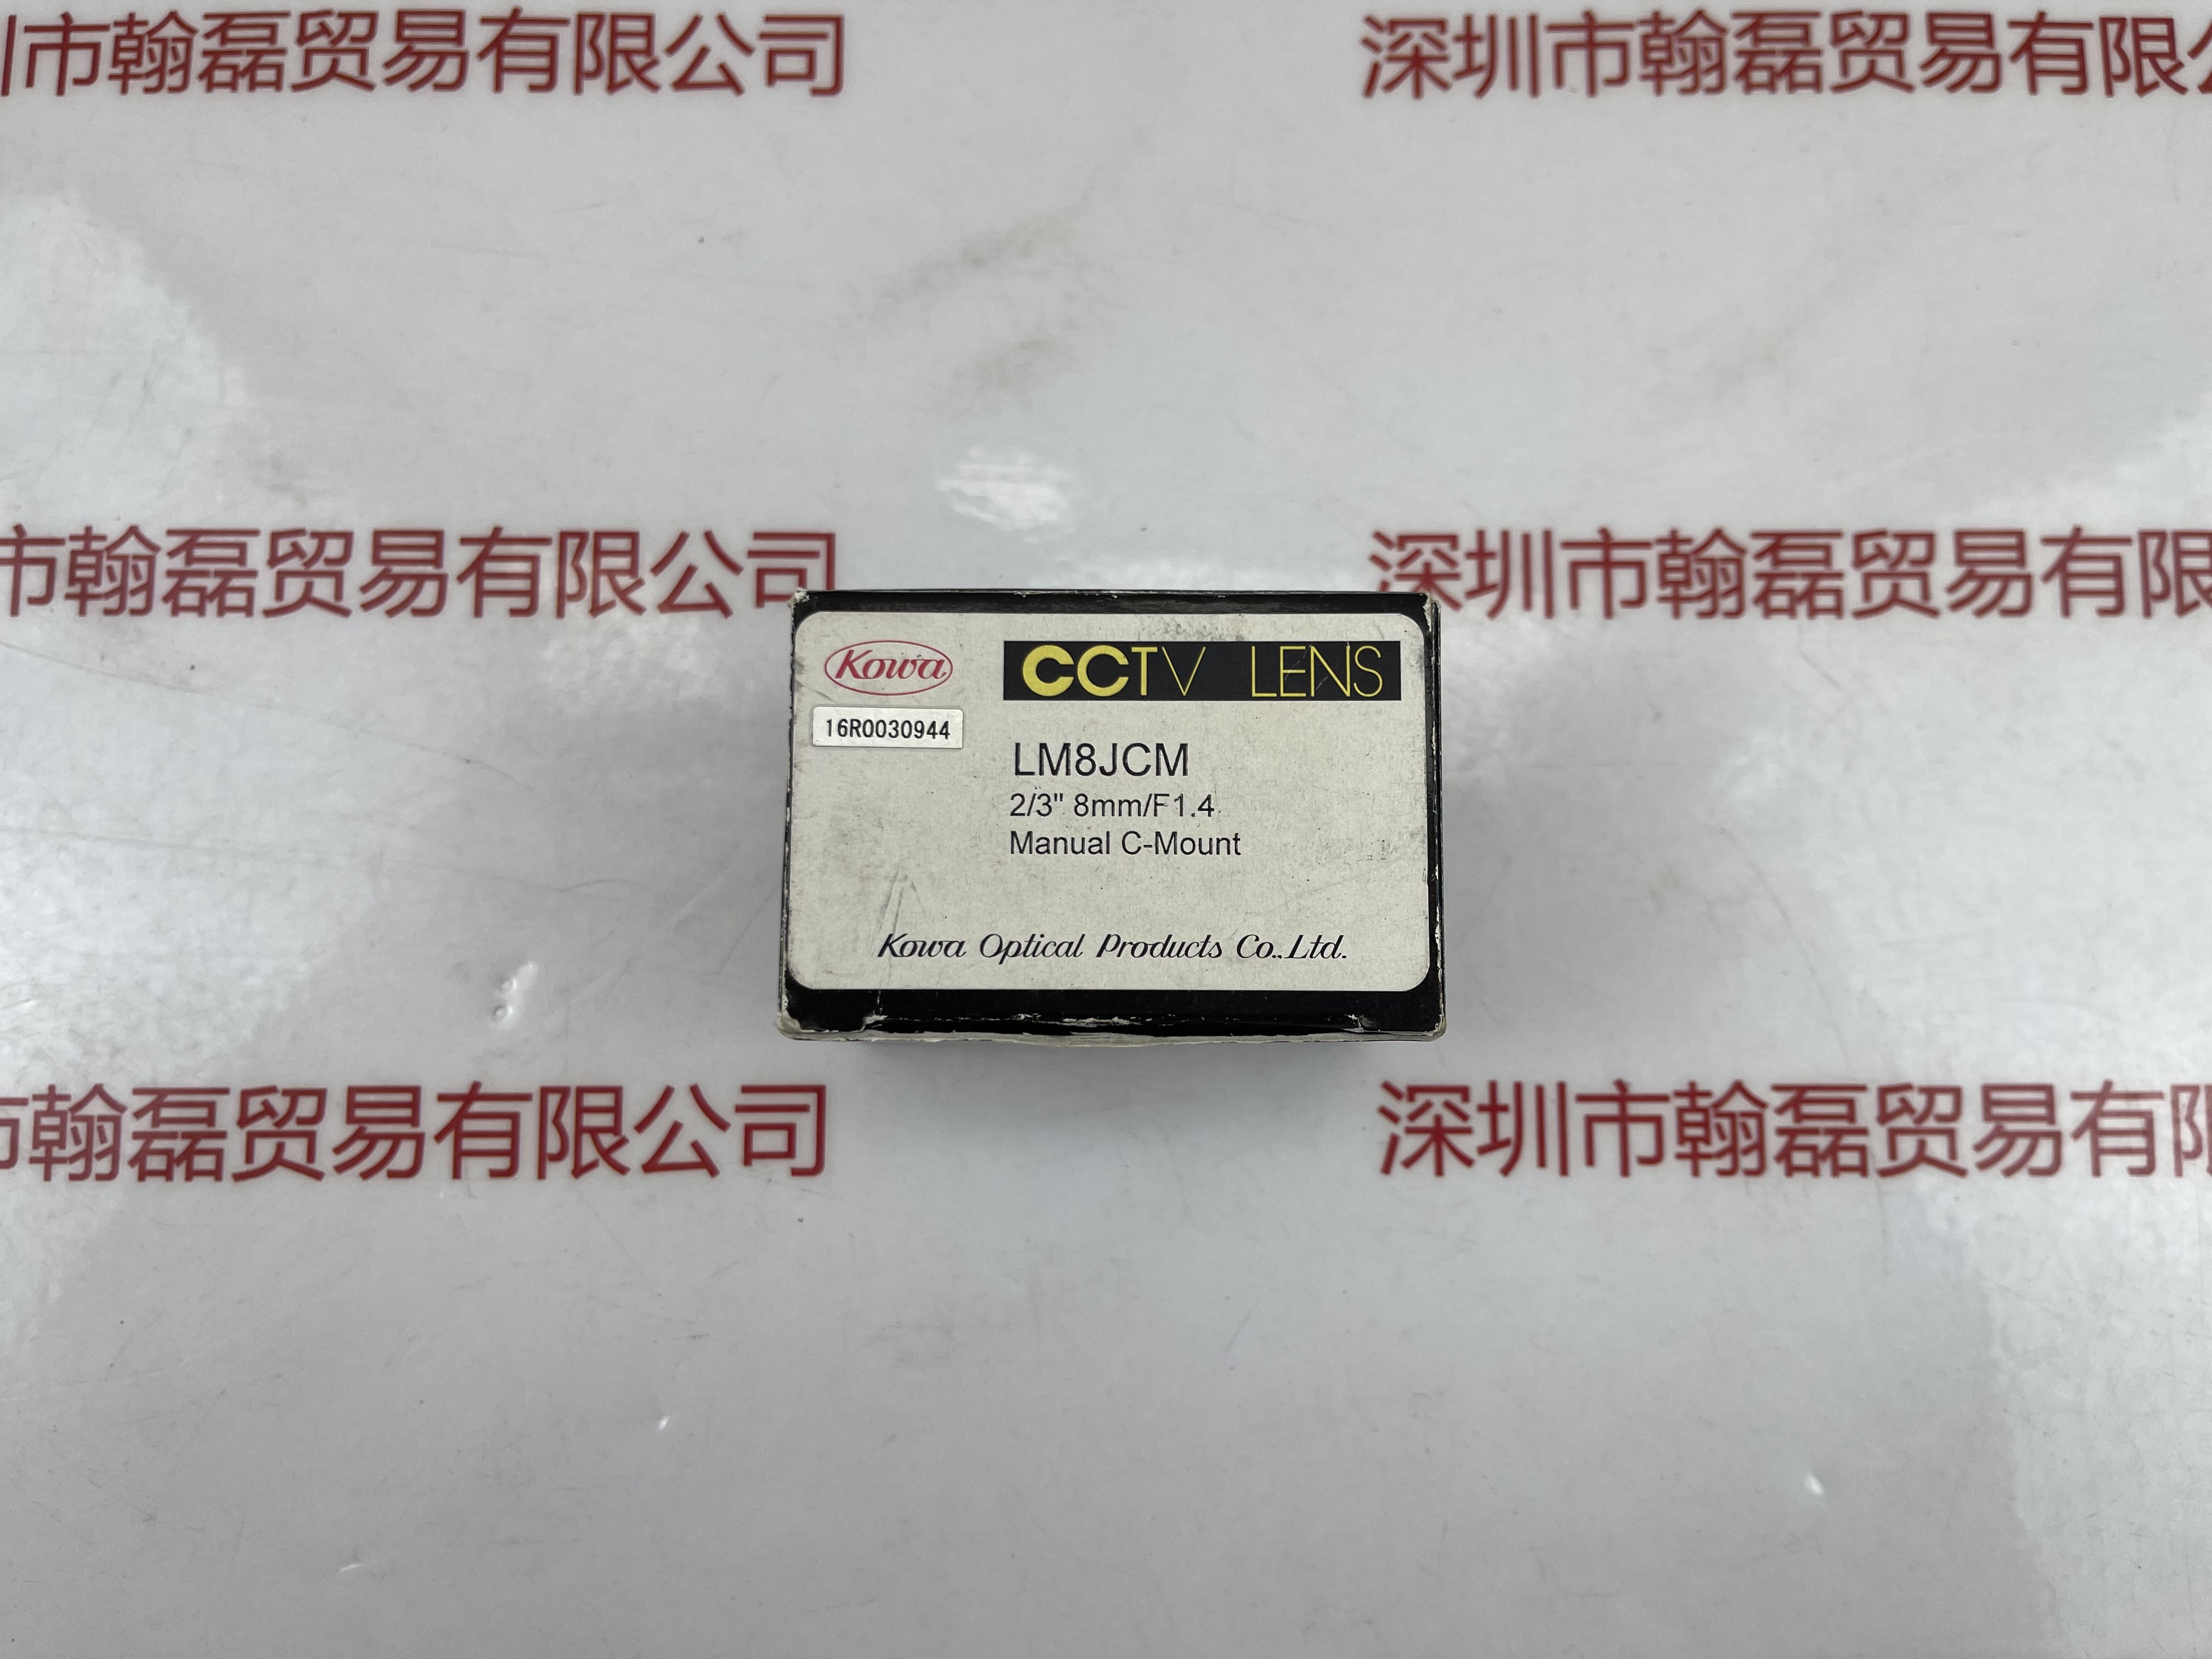 圳市翰磊贸易有限公司
深圳市翰磊贸易有限公
市翰磊贸易有限公司
深圳市翰磊贸易有限
Kowa
CCTV LENS
16R0030944
LM8JCM
2/3" 8mm/F1.4
Manual C-Mount
Kowa Optical Products Co.,Ltd.
市翰磊贸易有限公司
深圳市翰磊贸易有限